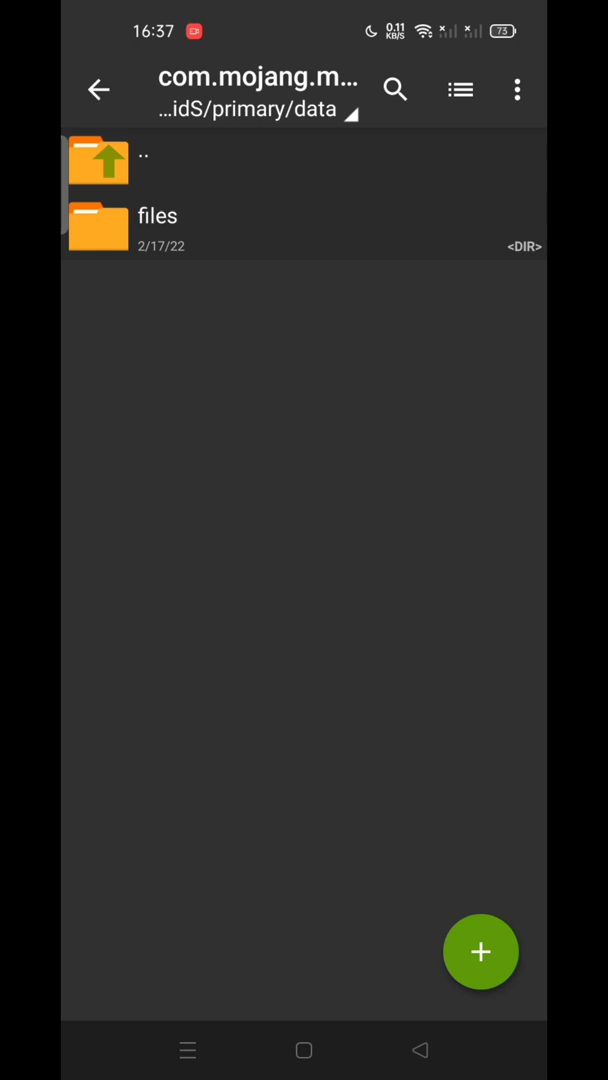 16:37
0.11
KB/S
73
com.mojang.m...
...idS/primary/data
..
files
2/17/22
<DIR>